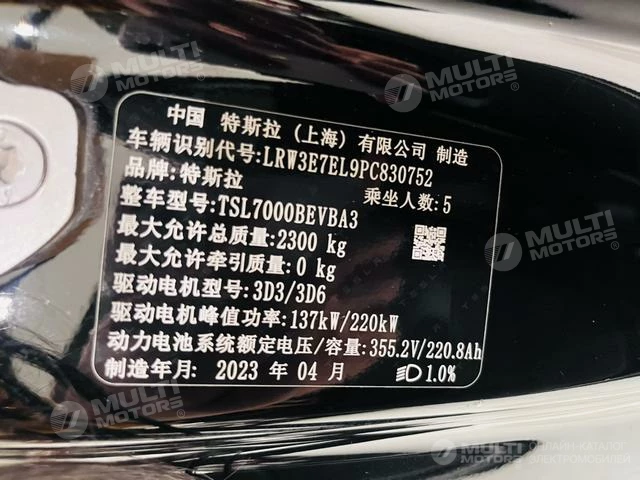 MULTI
MOTORS®
MULTI
MOTORS®
中国 特斯拉(上海)有限公司 制造
车辆识别代号:LRW3E7EL9PC830752
品牌:特斯拉
乘坐人数:5
整车型号:TSL7000BEVBA3
最大允许总质量:2300 kg
最大允许牵引质量:0 kg
驱动电机型号:3D3/3D6
驱动电机峰值功率:137kW/220kW
动力电池系统额定电压/容量:355.2V/220.8Ah
制造年月: 2023 年 04 月
1.0%
MULTI
MOTORS®
MULTI
MOTORS®
MULTI
MOTORS®
ОНЛАЙН-КАТАЛОГ
ЭЛЕКТРОМОБИЛЕЙ